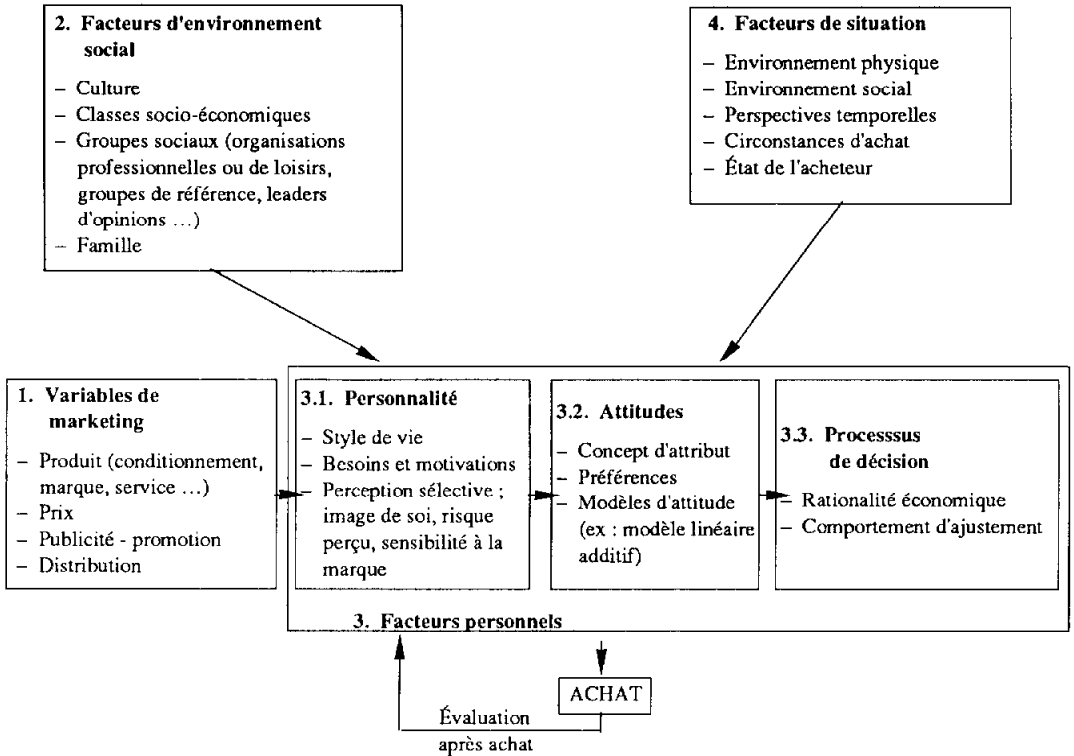 2. Facteurs d'environnement
social
– Culture
– Classes socio-économiques
– Groupes sociaux (organisations
professionnelles ou de loisirs,
groupes de référence, leaders
d'opinions ...)
– Famille
4. Facteurs de situation
– Environnement physique
– Environnement social
– Perspectives temporelles
– Circonstances d'achat
– État de l'acheteur
1. Variables de
marketing
– Produit (conditionnement,
marque, service ...)
– Prix
– Publicité - promotion
– Distribution
3.1. Personnalité
– Style de vie
– Besoins et motivations
– Perception sélective ;
image de soi, risque
perçu, sensibilité à la
marque
3.2. Attitudes
– Concept d'attribut
– Préférences
– Modèles d'attitude
(ex : modèle linéaire
additif)
3.3. Processsus
de décision
– Rationalité économique
– Comportement d'ajustement
3. Facteurs personnels
ACHAT
Évaluation
après achat